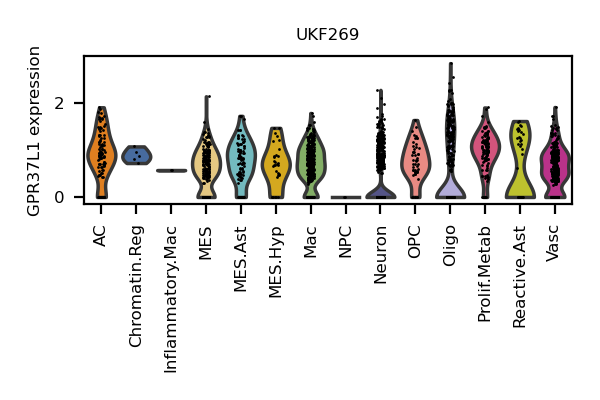 UKF269
GPR37L1 expression
2
0
AC
Chromatin.Reg
Inflammatory.Mac
MES
MES.Ast
MES.Hyp
Mac
NPC
Neuron
OPC
Oligo
Prolif.Metab
Reactive.Ast
Vasc